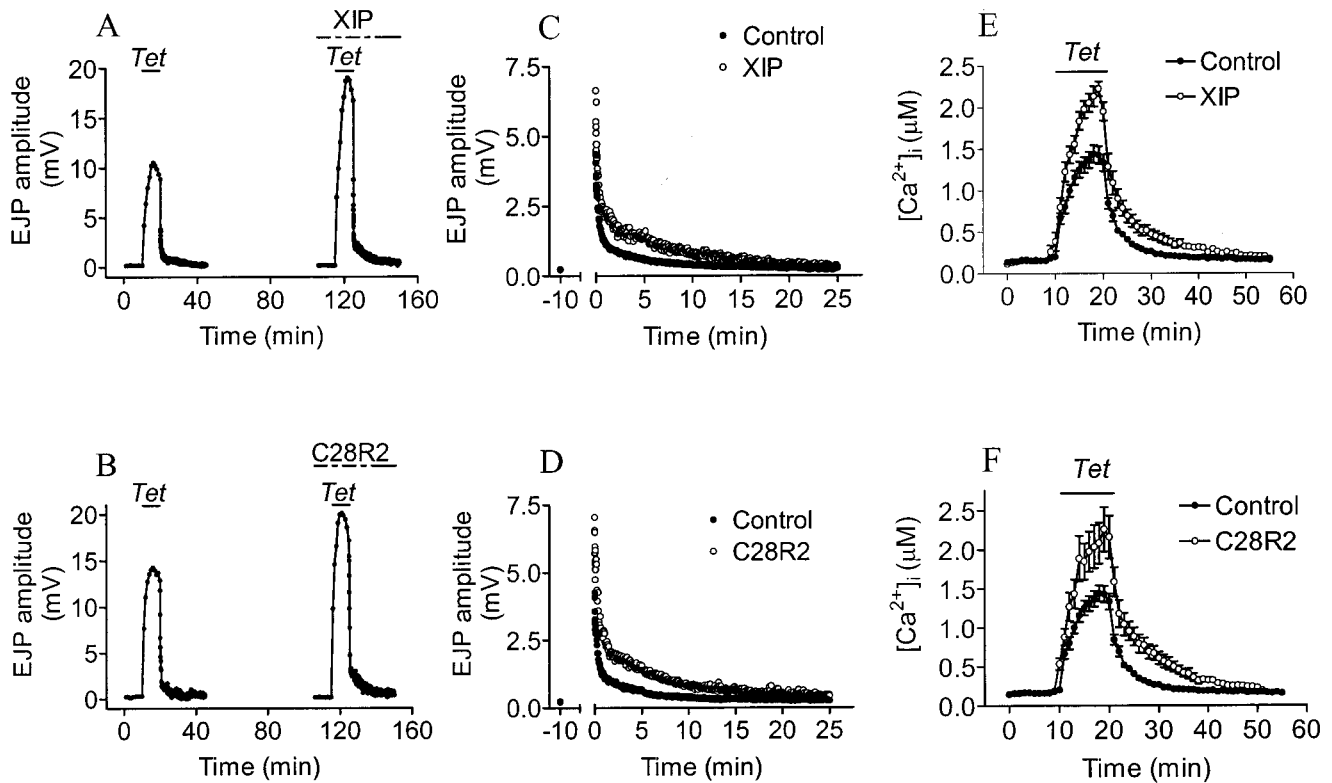 A
XIP
Tet
Tet
20
15
10
5
0
EJP amplitude
(mV)
0
40
80
120
160
Time (min)
C
Control
XIP
7.5
5.0
2.5
0.0
EJP amplitude
(mV)
-10
0
5
10
15
20
25
Time (min)
E
Tet
Control
XIP
2.5
2.0
1.5
1.0
0.5
0.0
[Ca2+]i (μM)
0
10
20
30
40
50
60
Time (min)
B
C28R2
Tet
Tet
20
15
10
5
0
EJP amplitude
(mV)
0
40
80
120
160
Time (min)
D
Control
C28R2
7.5
5.0
2.5
0.0
EJP amplitude
(mV)
-10
0
5
10
15
20
25
Time (min)
F
Tet
Control
C28R2
2.5
2.0
1.5
1.0
0.5
0.0
[Ca2+]i (μM)
0
10
20
30
40
50
60
Time (min)